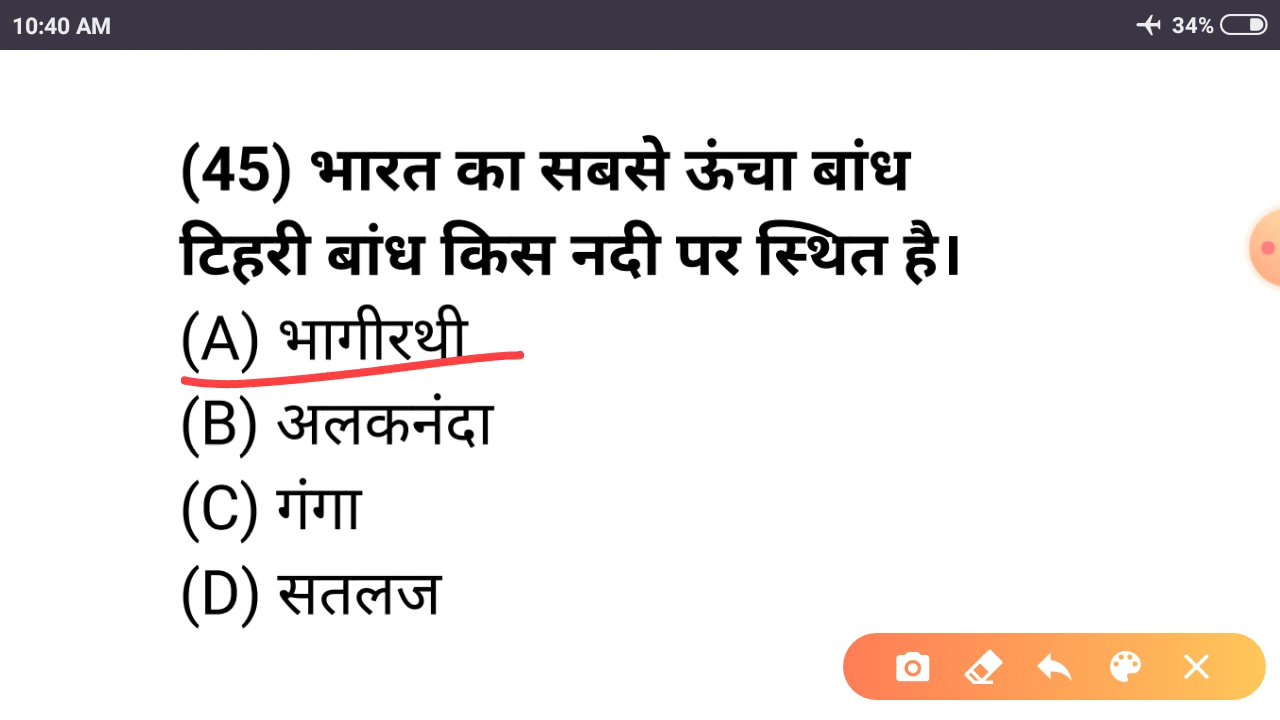 10:40 AM
34%
(45) भारत का सबसे ऊंचा बांध
टिहरी बांध किस नदी पर स्थित है।
(A) भागीरथी
(B) अलकनंदा
(C) गंगा
(D) सतलज